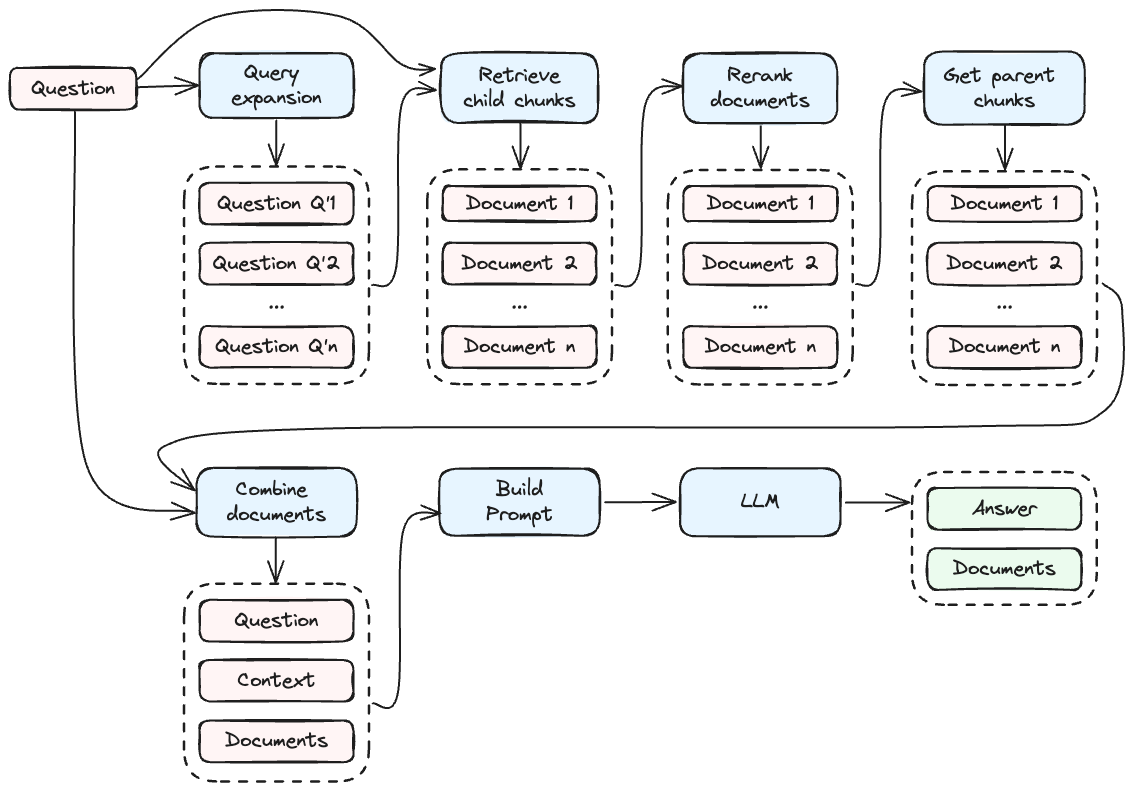 Question
Query
expansion
Retrieve
child chunks
Rerank
documents
Get parent
chunks
Question Q'1
Question Q'2
...
Question Q'n
Document 1
Document 2
...
Document n
Document 1
Document 2
...
Document n
Document 1
Document 2
...
Document n
Combine
documents
Build
Prompt
LLM
Answer
Documents
Question
Context
Documents